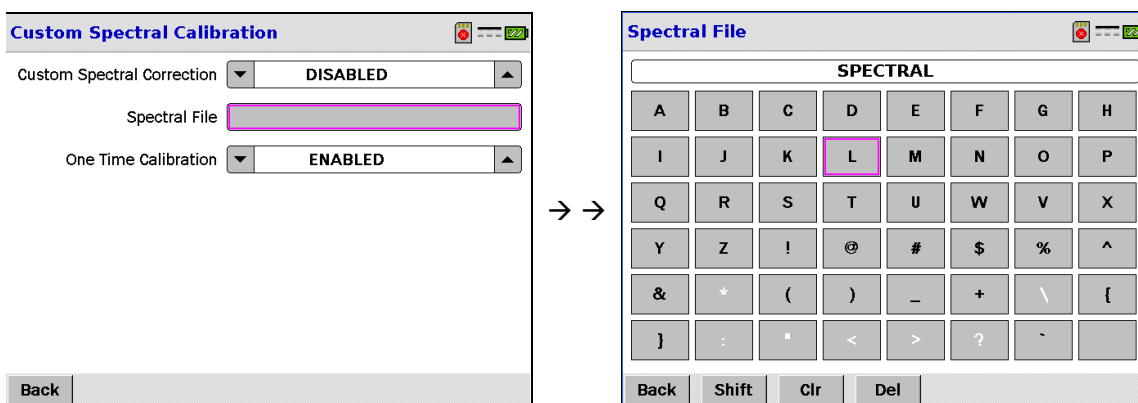 Custom Spectral Calibration
Custom Spectral Correction DISABLED
Spectral File
One Time Calibration ENABLED
Back
→ →
Spectral File
SPECTRAL
A B C D E F G H
I J K L M N O P
Q R S T U W V X
Y Z ! @ # $ % ^
& * ( ) _ + \ {
} : " < > ? `
Back Shift Clr Del